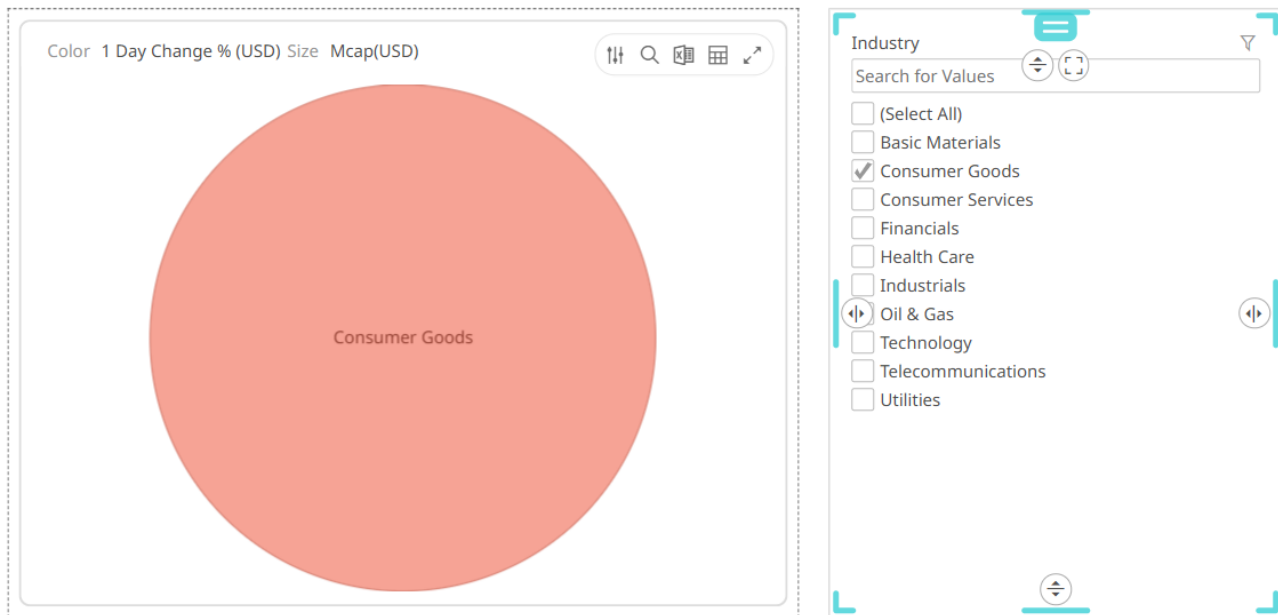 Color 1 Day Change % (USD) Size Mcap(USD)
Consumer Goods
Industry
Search for Values
(Select All)
Basic Materials
Consumer Goods
Consumer Services
Financials
Health Care
Industrials
Oil & Gas
Technology
Telecommunications
Utilities